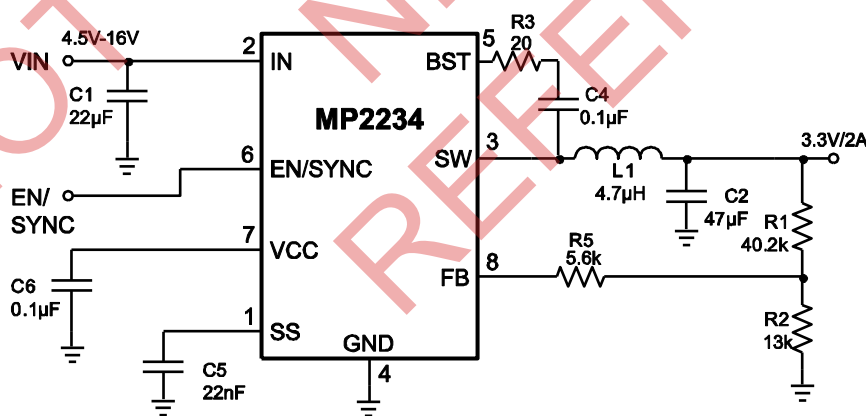 4.5V-16V
VIN
C1
22µF
2
IN
MP2234
BST
5
R3
20
C4
0.1µF
6
EN/SYNC
EN/
SYNC
SW
3
L1
4.7µH
3.3V/2A
C2
47µF
R1
40.2k
7
VCC
C6
0.1µF
FB
8
R5
5.6k
R2
13k
1
SS
C5
22nF
GND
4